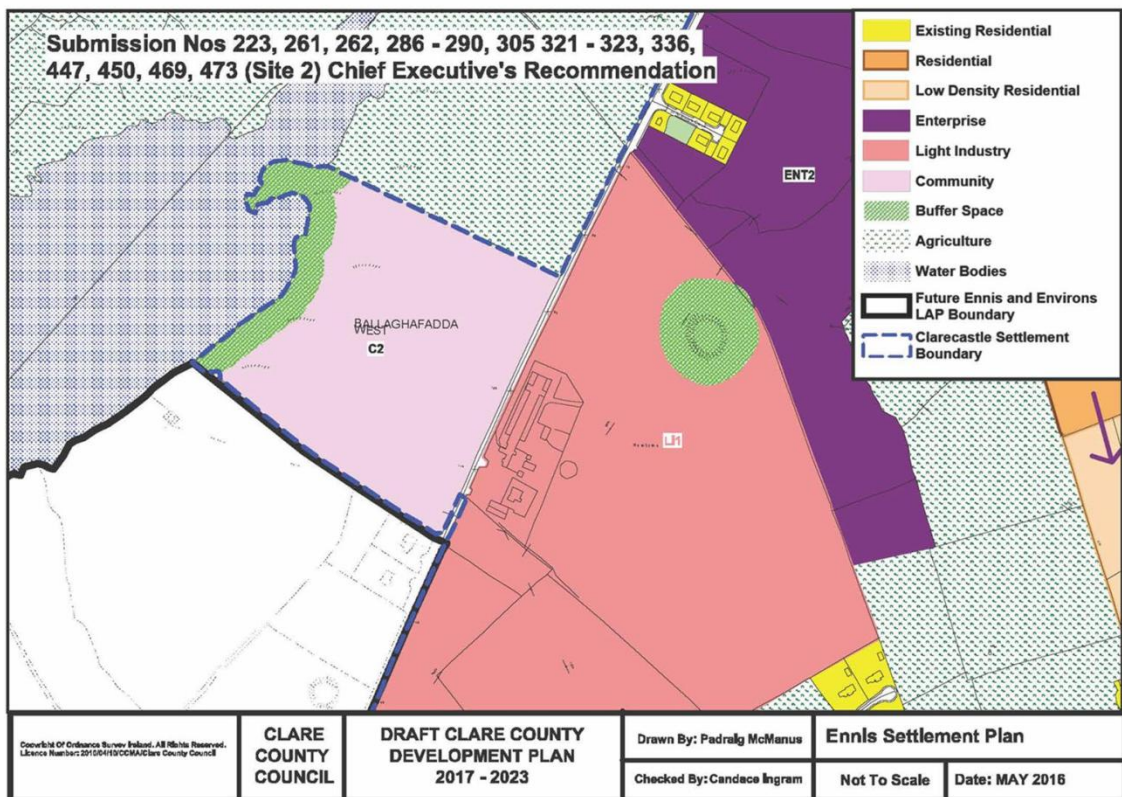 Submission Nos 223, 261, 262, 286 - 290, 305 321 - 323, 336,
447, 450, 469, 473 (Site 2) Chief Executive's Recommendation
Existing Residential
Residential
Low Density Residential
Enterprise
Light Industry
Community
Buffer Space
Agriculture
Water Bodies
Future Ennis and Environs
LAP Boundary
Clarecastle Settlement
Boundary
ENT2
BALLAGHAFADDA
WEST
C2
LI1
Copyright Of Ordnance Survey Ireland. All Rights Reserved.
Licence Number: 2010/04/10/CCMA/Clare County Council
CLARE
COUNTY
COUNCIL
DRAFT CLARE COUNTY
DEVELOPMENT PLAN
2017 - 2023
Drawn By: Padraig McManus
Checked By: Candace Ingram
Ennis Settlement Plan
Not To Scale
Date: MAY 2016